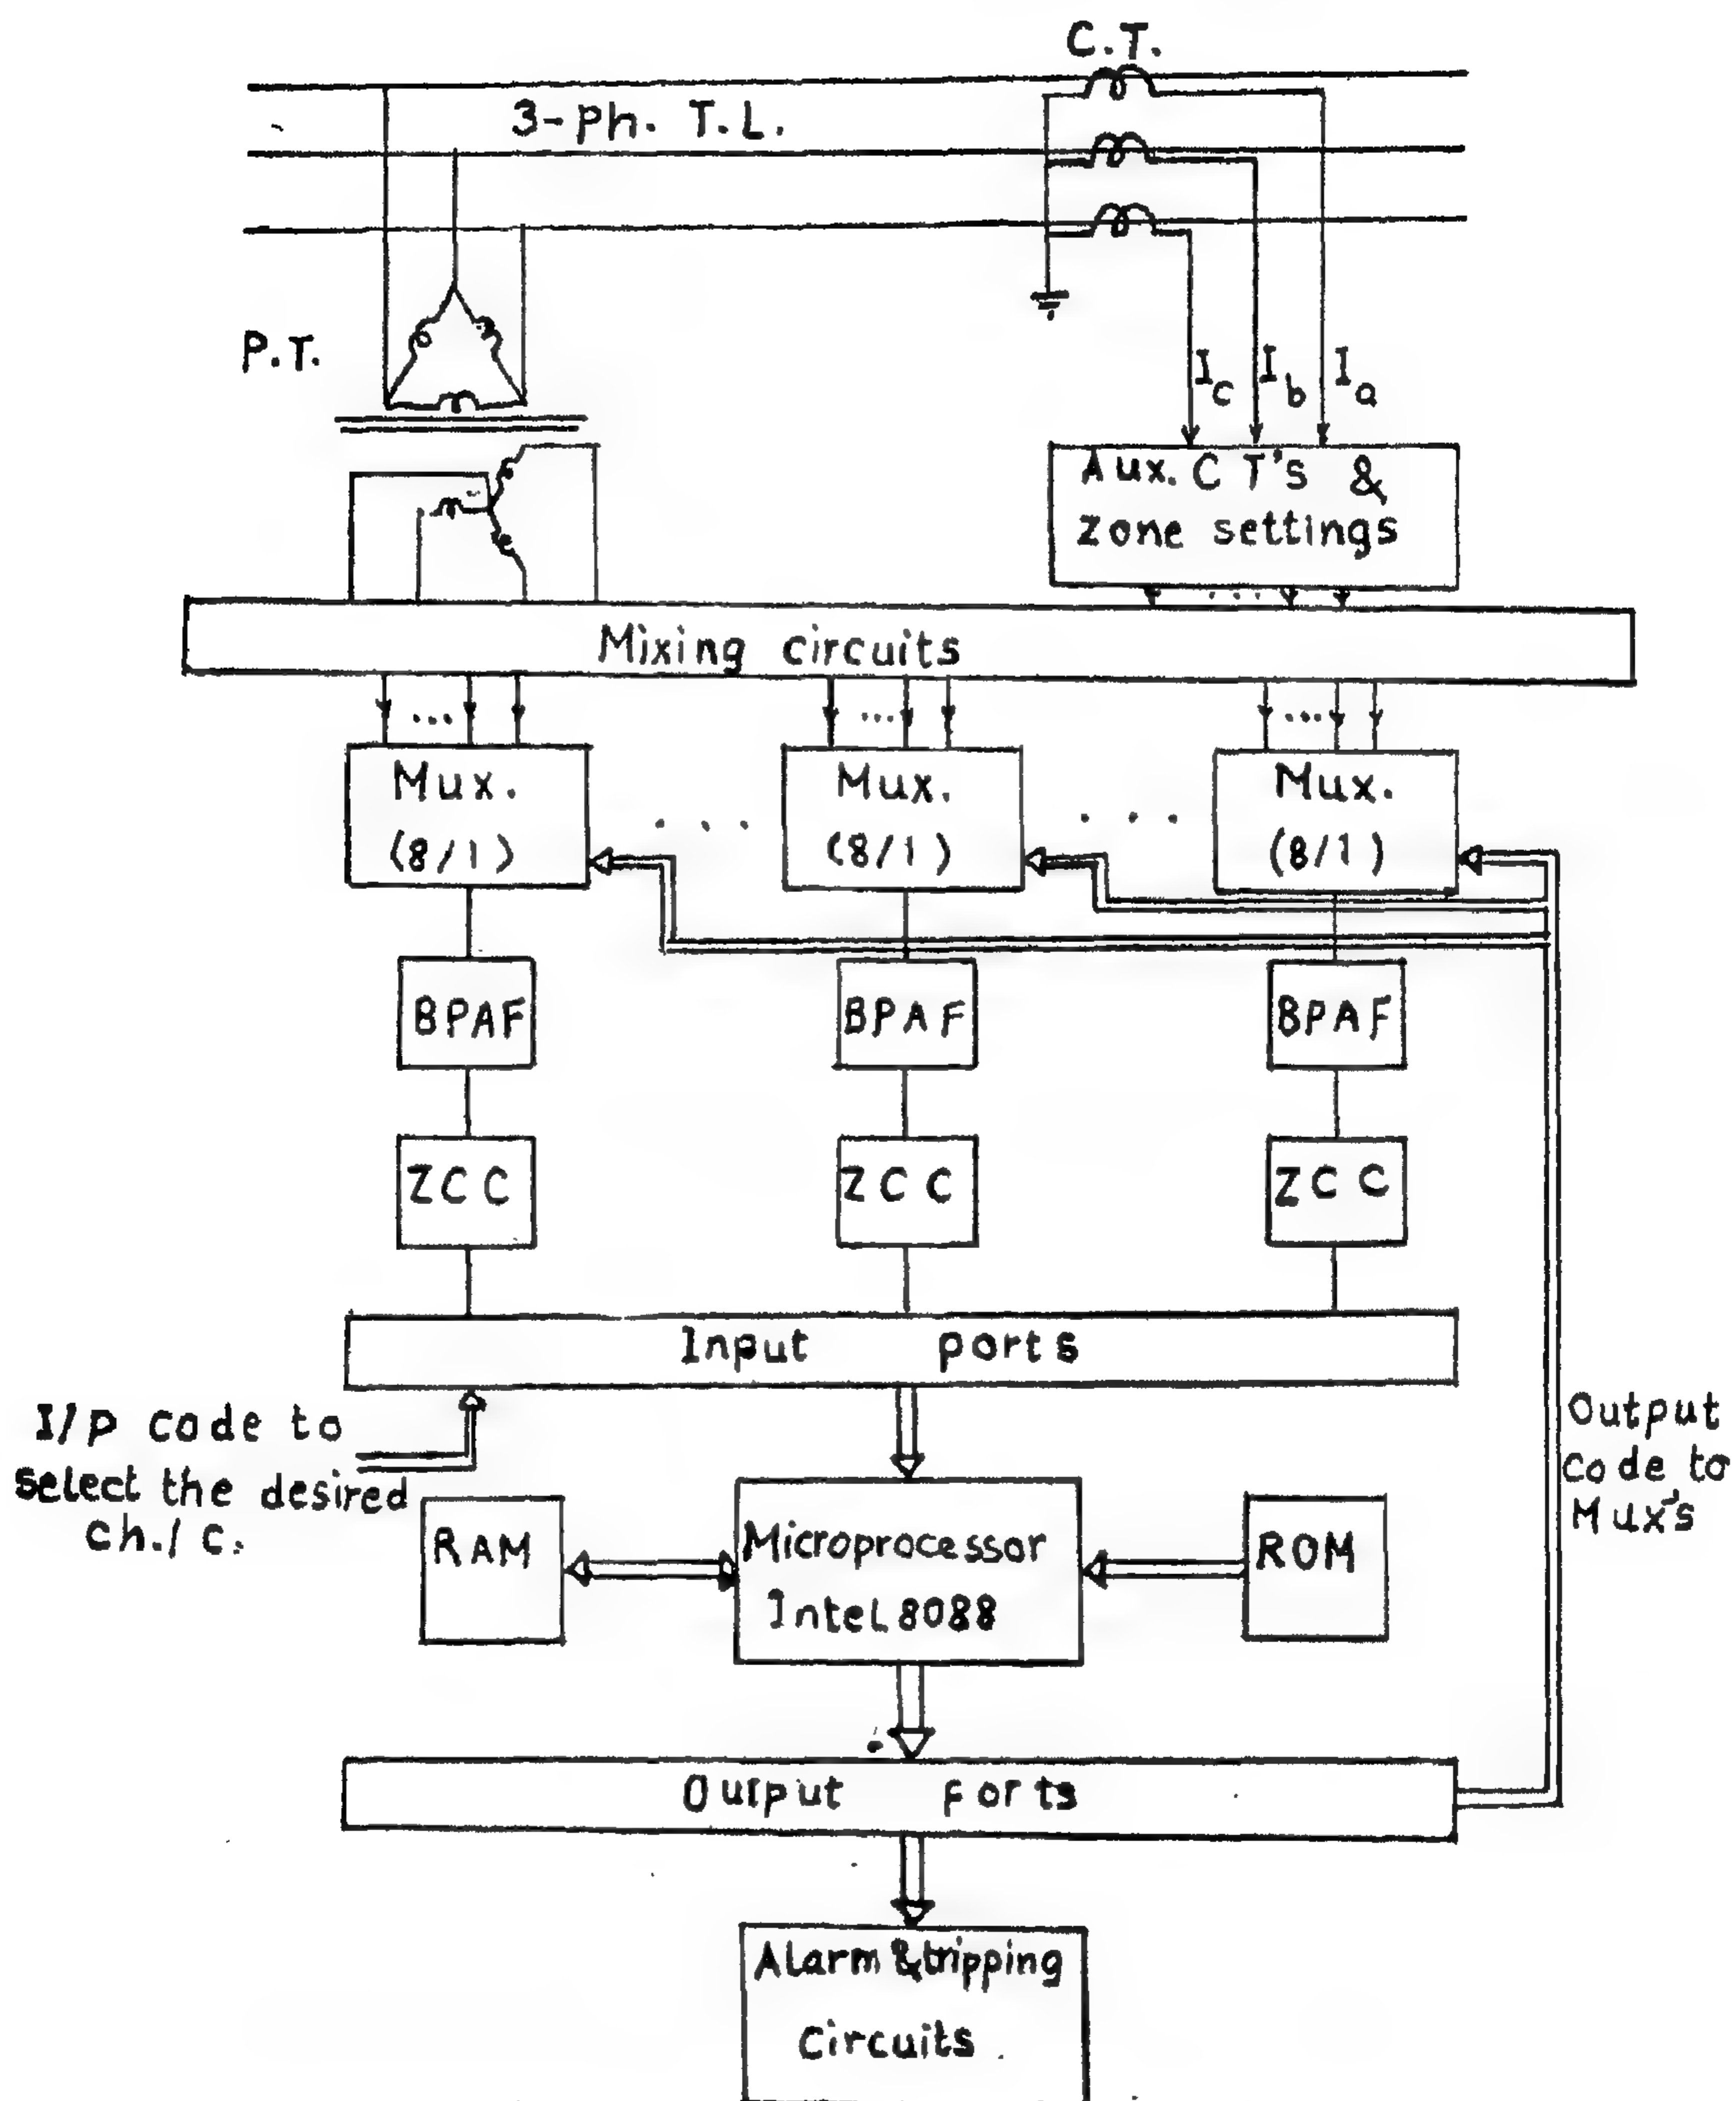 C.T.
3-Ph. T.L.
P.T.
Ic Ib Ia
Aux. C T's &
zone settings
Mixing circuits
Mux.
(8/1)
Mux.
(8/1)
Mux.
(8/1)
BPAF
BPAF
BPAF
ZCC
ZCC
ZCC
Input ports
I/p code to
select the desired
ch./c.
Output
code to
Mux's
RAM
Microprocessor
Intel 8088
ROM
Output ports
Alarm & tripping
circuits